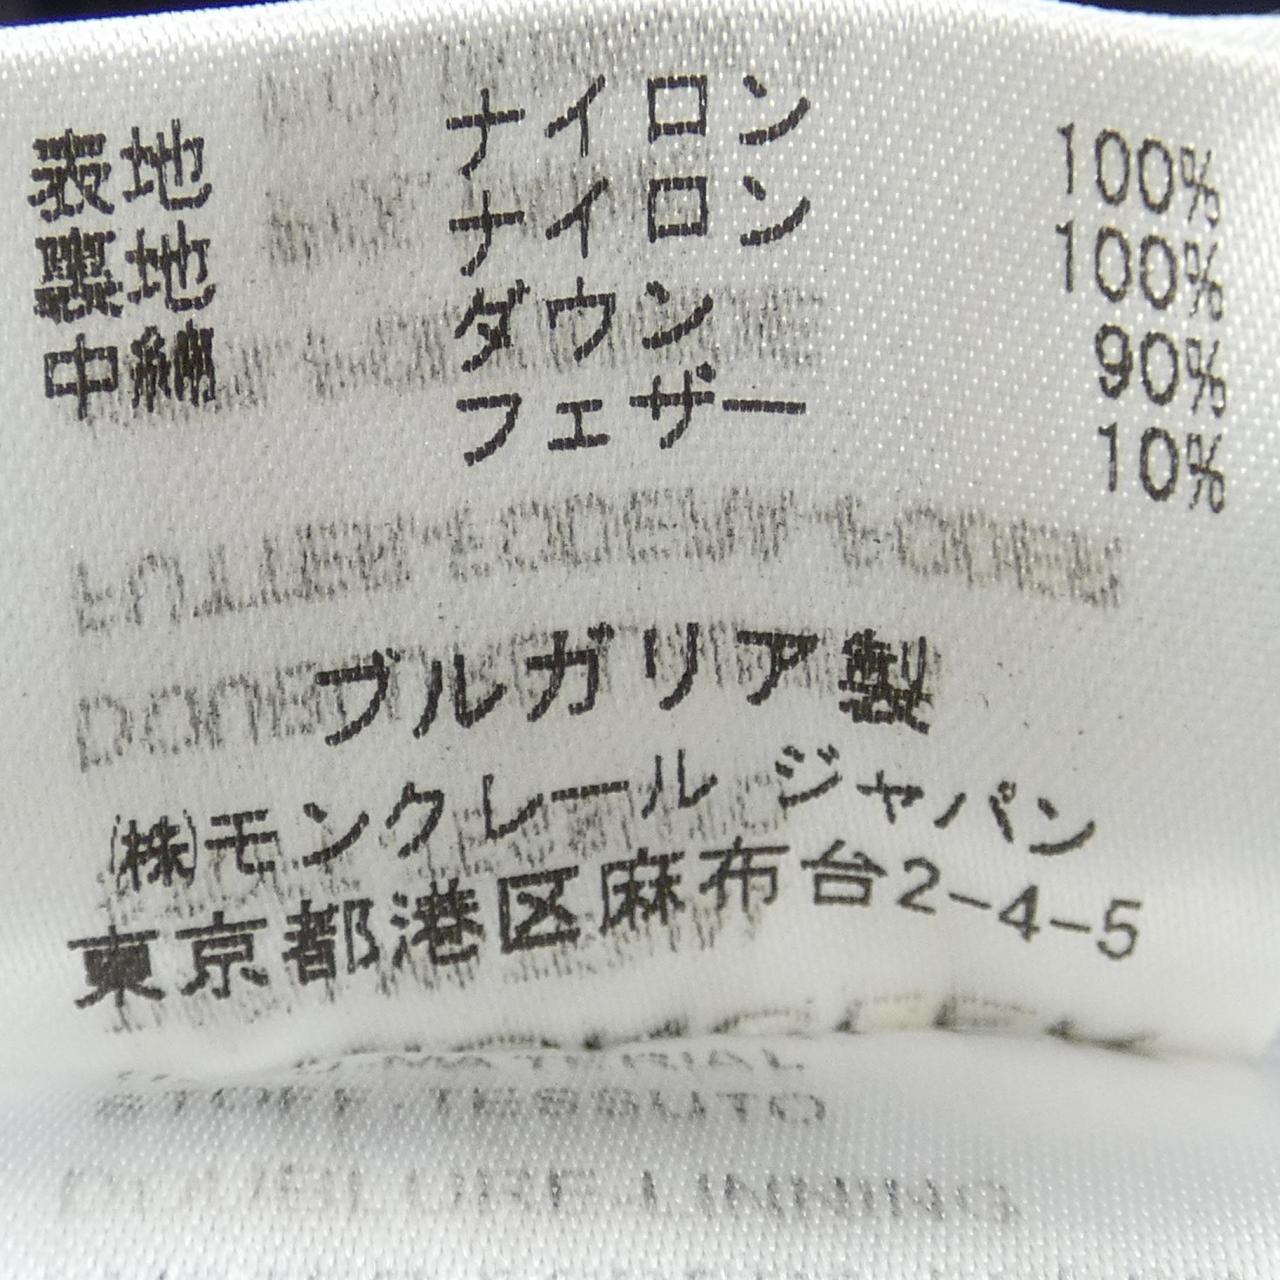 表地 ナイロン 100%
裏地 ナイロン 100%
中綿 ダウン 90%
フェザー 10%
ブルガリア製
(株)モンクレール ジャパン
東京都港区麻布台2-4-5